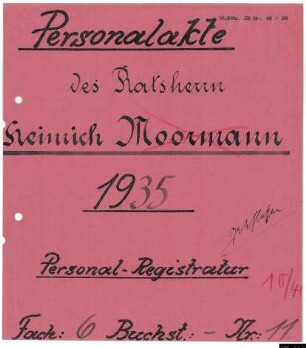 Personalakte
des Ratsherrn
Heinrich Moormann
1935
Personal-Registratur
Fach: 6 Buchst.: - Nr.: 11